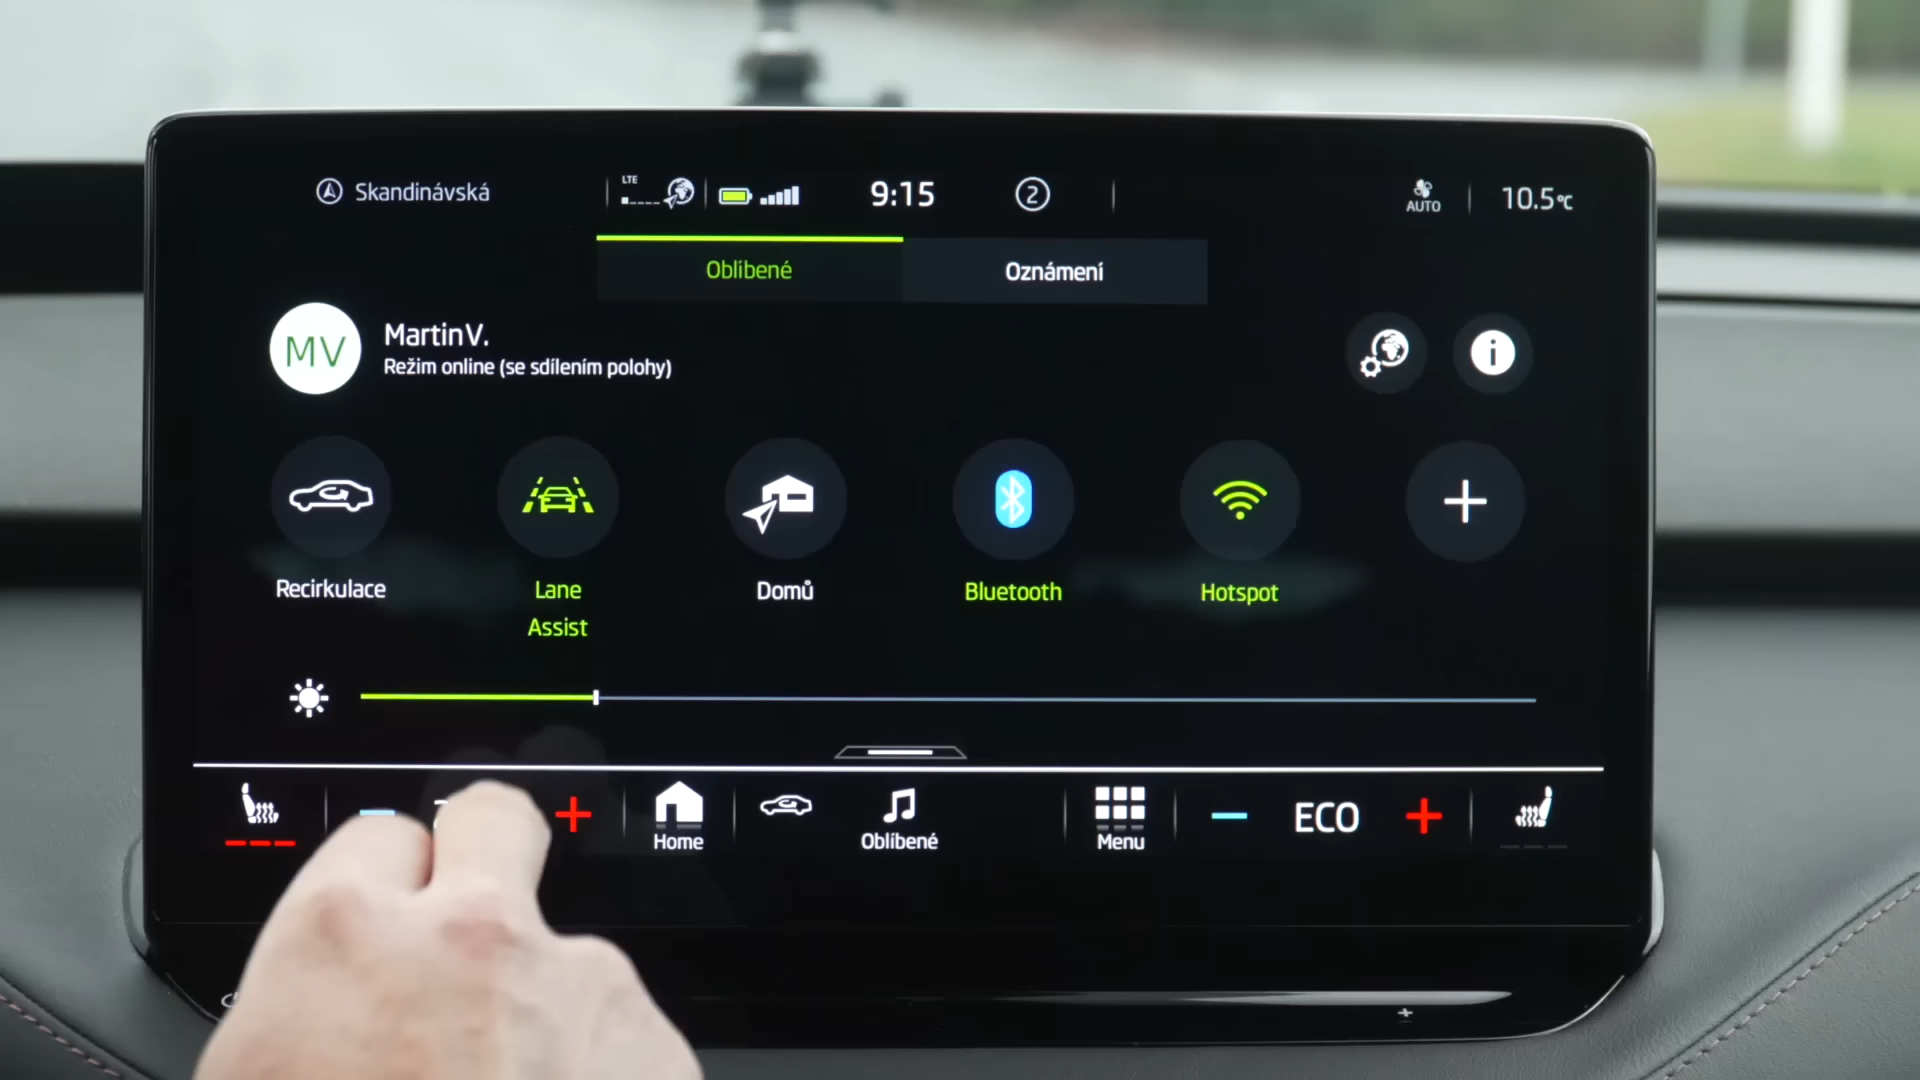 Skandinávská
LTE
9:15
2
AUTO
10.5°C
Oblíbené
Oznámení
MV
Martin V.
Režim online (se sdílením polohy)
Recirkulace
Lane
Assist
Domů
Bluetooth
Hotspot
Home
Oblíbené
Menu
ECO